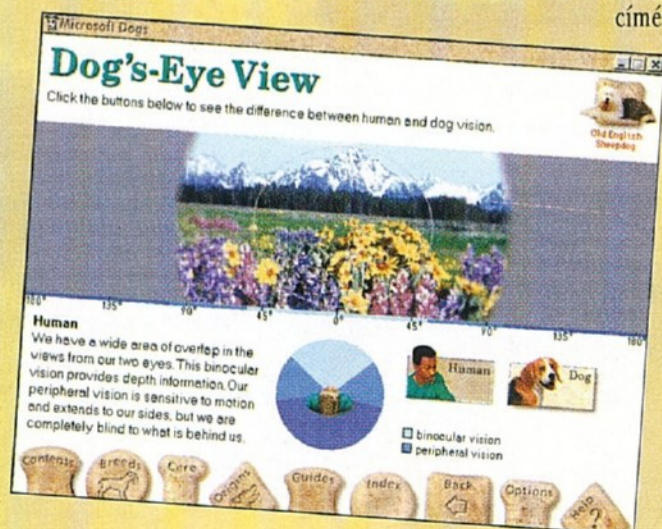 címé
Microsoft Dogs
Dog's-Eye View
Click the buttons below to see the difference between human and dog vision.
Old English
Sheepdog
180° 135° 90° 45° 0° 45° 90° 135° 180°
Human
We have a wide area of overlap in the
views from our two eyes. This binocular
vision provides depth information. Our
peripheral vision is sensitive to motion
and extends to our sides, but we are
completely blind to what is behind us.
Human
Dog
binocular vision
peripheral vision
Contents Breeds Care Origins Guides Index Back Options Help